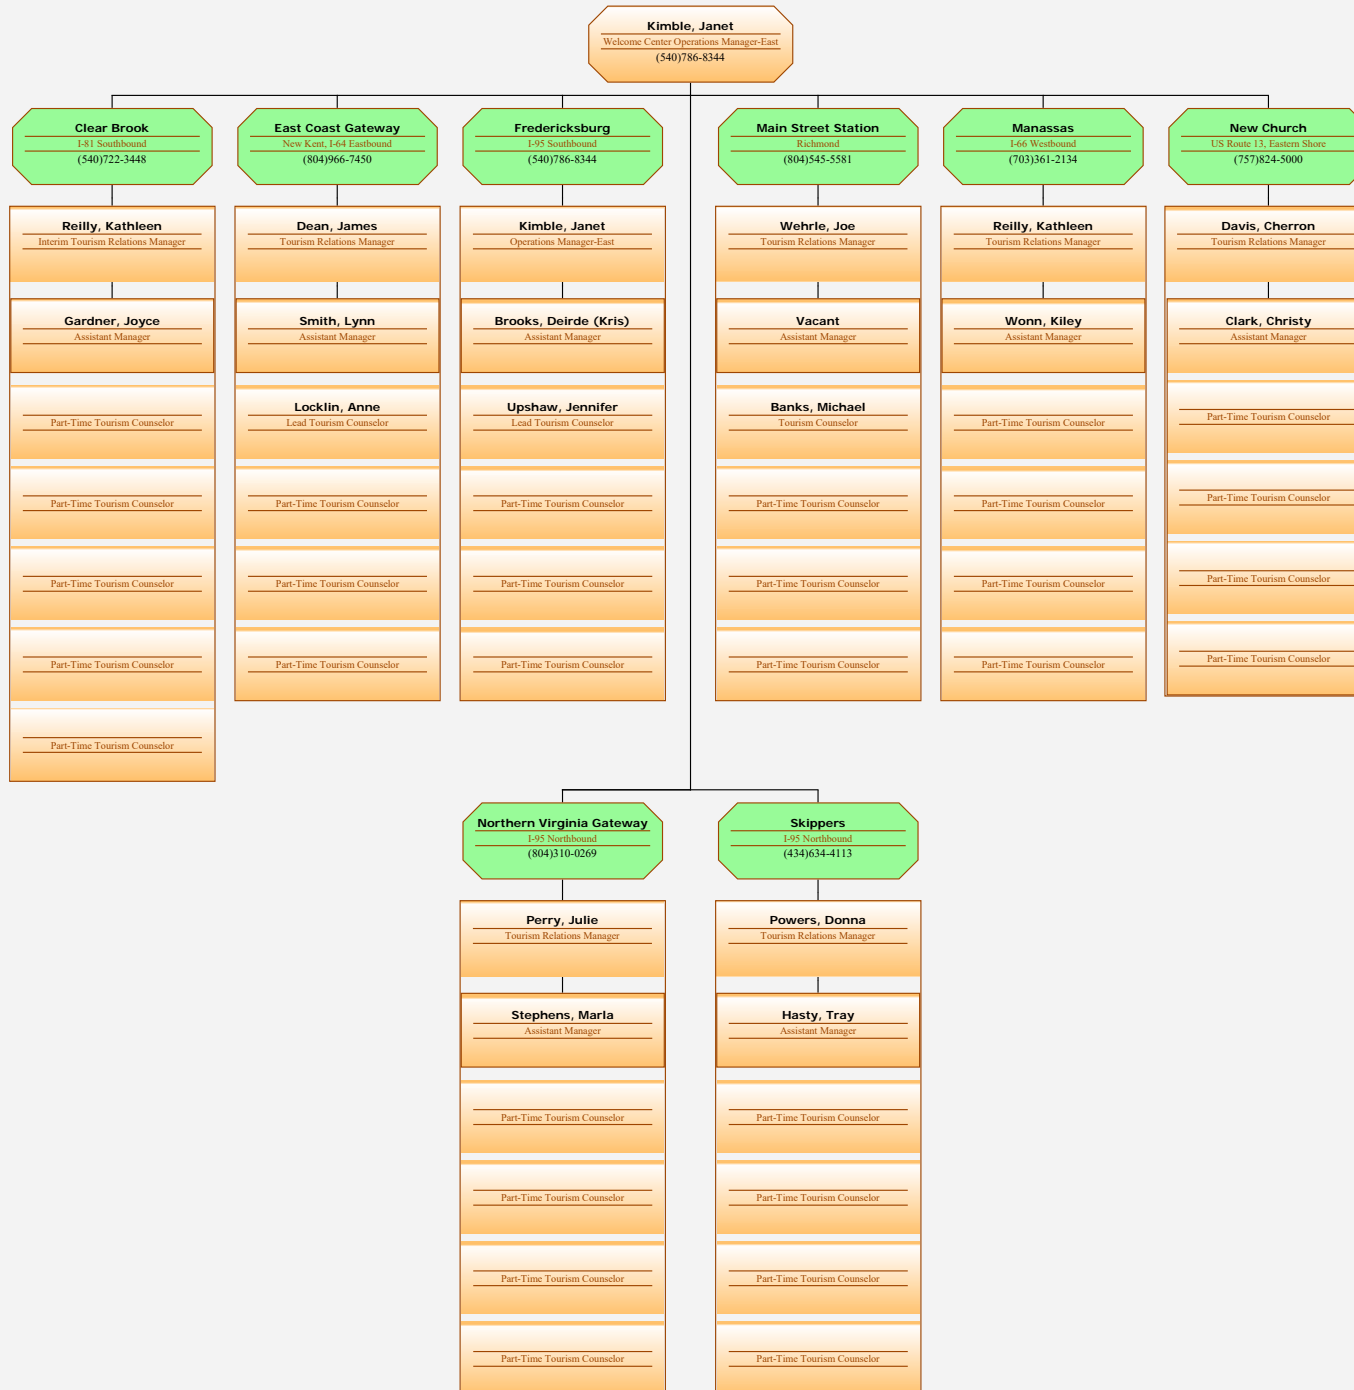 Kimble, Janet
Welcome Center Operations Manager-East
(540)786-8344
Clear Brook
I-81 Southbound
(540)722-3448
East Coast Gateway
New Kent, I-64 Eastbound
(804)966-7450
Fredericksburg
I-95 Southbound
(540)786-8344
Main Street Station
Richmond
(804)545-5581
Manassas
I-66 Westbound
(703)361-2134
New Church
US Route 13, Eastern Shore
(757)824-5000
Reilly, Kathleen
Interim Tourism Relations Manager
Gardner, Joyce
Assistant Manager
Part-Time Tourism Counselor
Part-Time Tourism Counselor
Part-Time Tourism Counselor
Part-Time Tourism Counselor
Part-Time Tourism Counselor
Dean, James
Tourism Relations Manager
Smith, Lynn
Assistant Manager
Locklin, Anne
Lead Tourism Counselor
Part-Time Tourism Counselor
Part-Time Tourism Counselor
Part-Time Tourism Counselor
Kimble, Janet
Operations Manager-East
Brooks, Deirde (Kris)
Assistant Manager
Upshaw, Jennifer
Lead Tourism Counselor
Part-Time Tourism Counselor
Part-Time Tourism Counselor
Part-Time Tourism Counselor
Wehrle, Joe
Tourism Relations Manager
Vacant
Assistant Manager
Banks, Michael
Tourism Counselor
Part-Time Tourism Counselor
Part-Time Tourism Counselor
Part-Time Tourism Counselor
Reilly, Kathleen
Tourism Relations Manager
Wonn, Kiley
Assistant Manager
Part-Time Tourism Counselor
Part-Time Tourism Counselor
Part-Time Tourism Counselor
Part-Time Tourism Counselor
Davis, Cherron
Tourism Relations Manager
Clark, Christy
Assistant Manager
Part-Time Tourism Counselor
Part-Time Tourism Counselor
Part-Time Tourism Counselor
Part-Time Tourism Counselor
Northern Virginia Gateway
I-95 Northbound
(804)310-0269
Skippers
I-95 Northbound
(434)634-4113
Perry, Julie
Tourism Relations Manager
Stephens, Marla
Assistant Manager
Part-Time Tourism Counselor
Part-Time Tourism Counselor
Part-Time Tourism Counselor
Part-Time Tourism Counselor
Powers, Donna
Tourism Relations Manager
Hasty, Tray
Assistant Manager
Part-Time Tourism Counselor
Part-Time Tourism Counselor
Part-Time Tourism Counselor
Part-Time Tourism Counselor